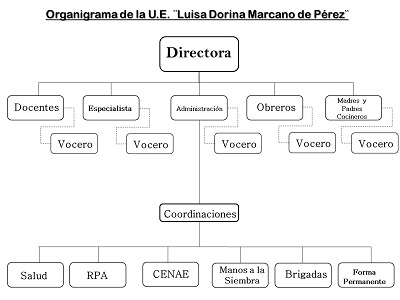 Organigrama de la U.E. ¨Luisa Dorina Marcano de Pérez¨
Directora
Docentes
Especialista
Administración
Obreros
Madres y
Padres
Cocineros
Vocero
Vocero
Vocero
Vocero
Vocero
Coordinaciones
Salud
RPA
CENAE
Manos a la
Siembra
Brigadas
Forma
Permanente